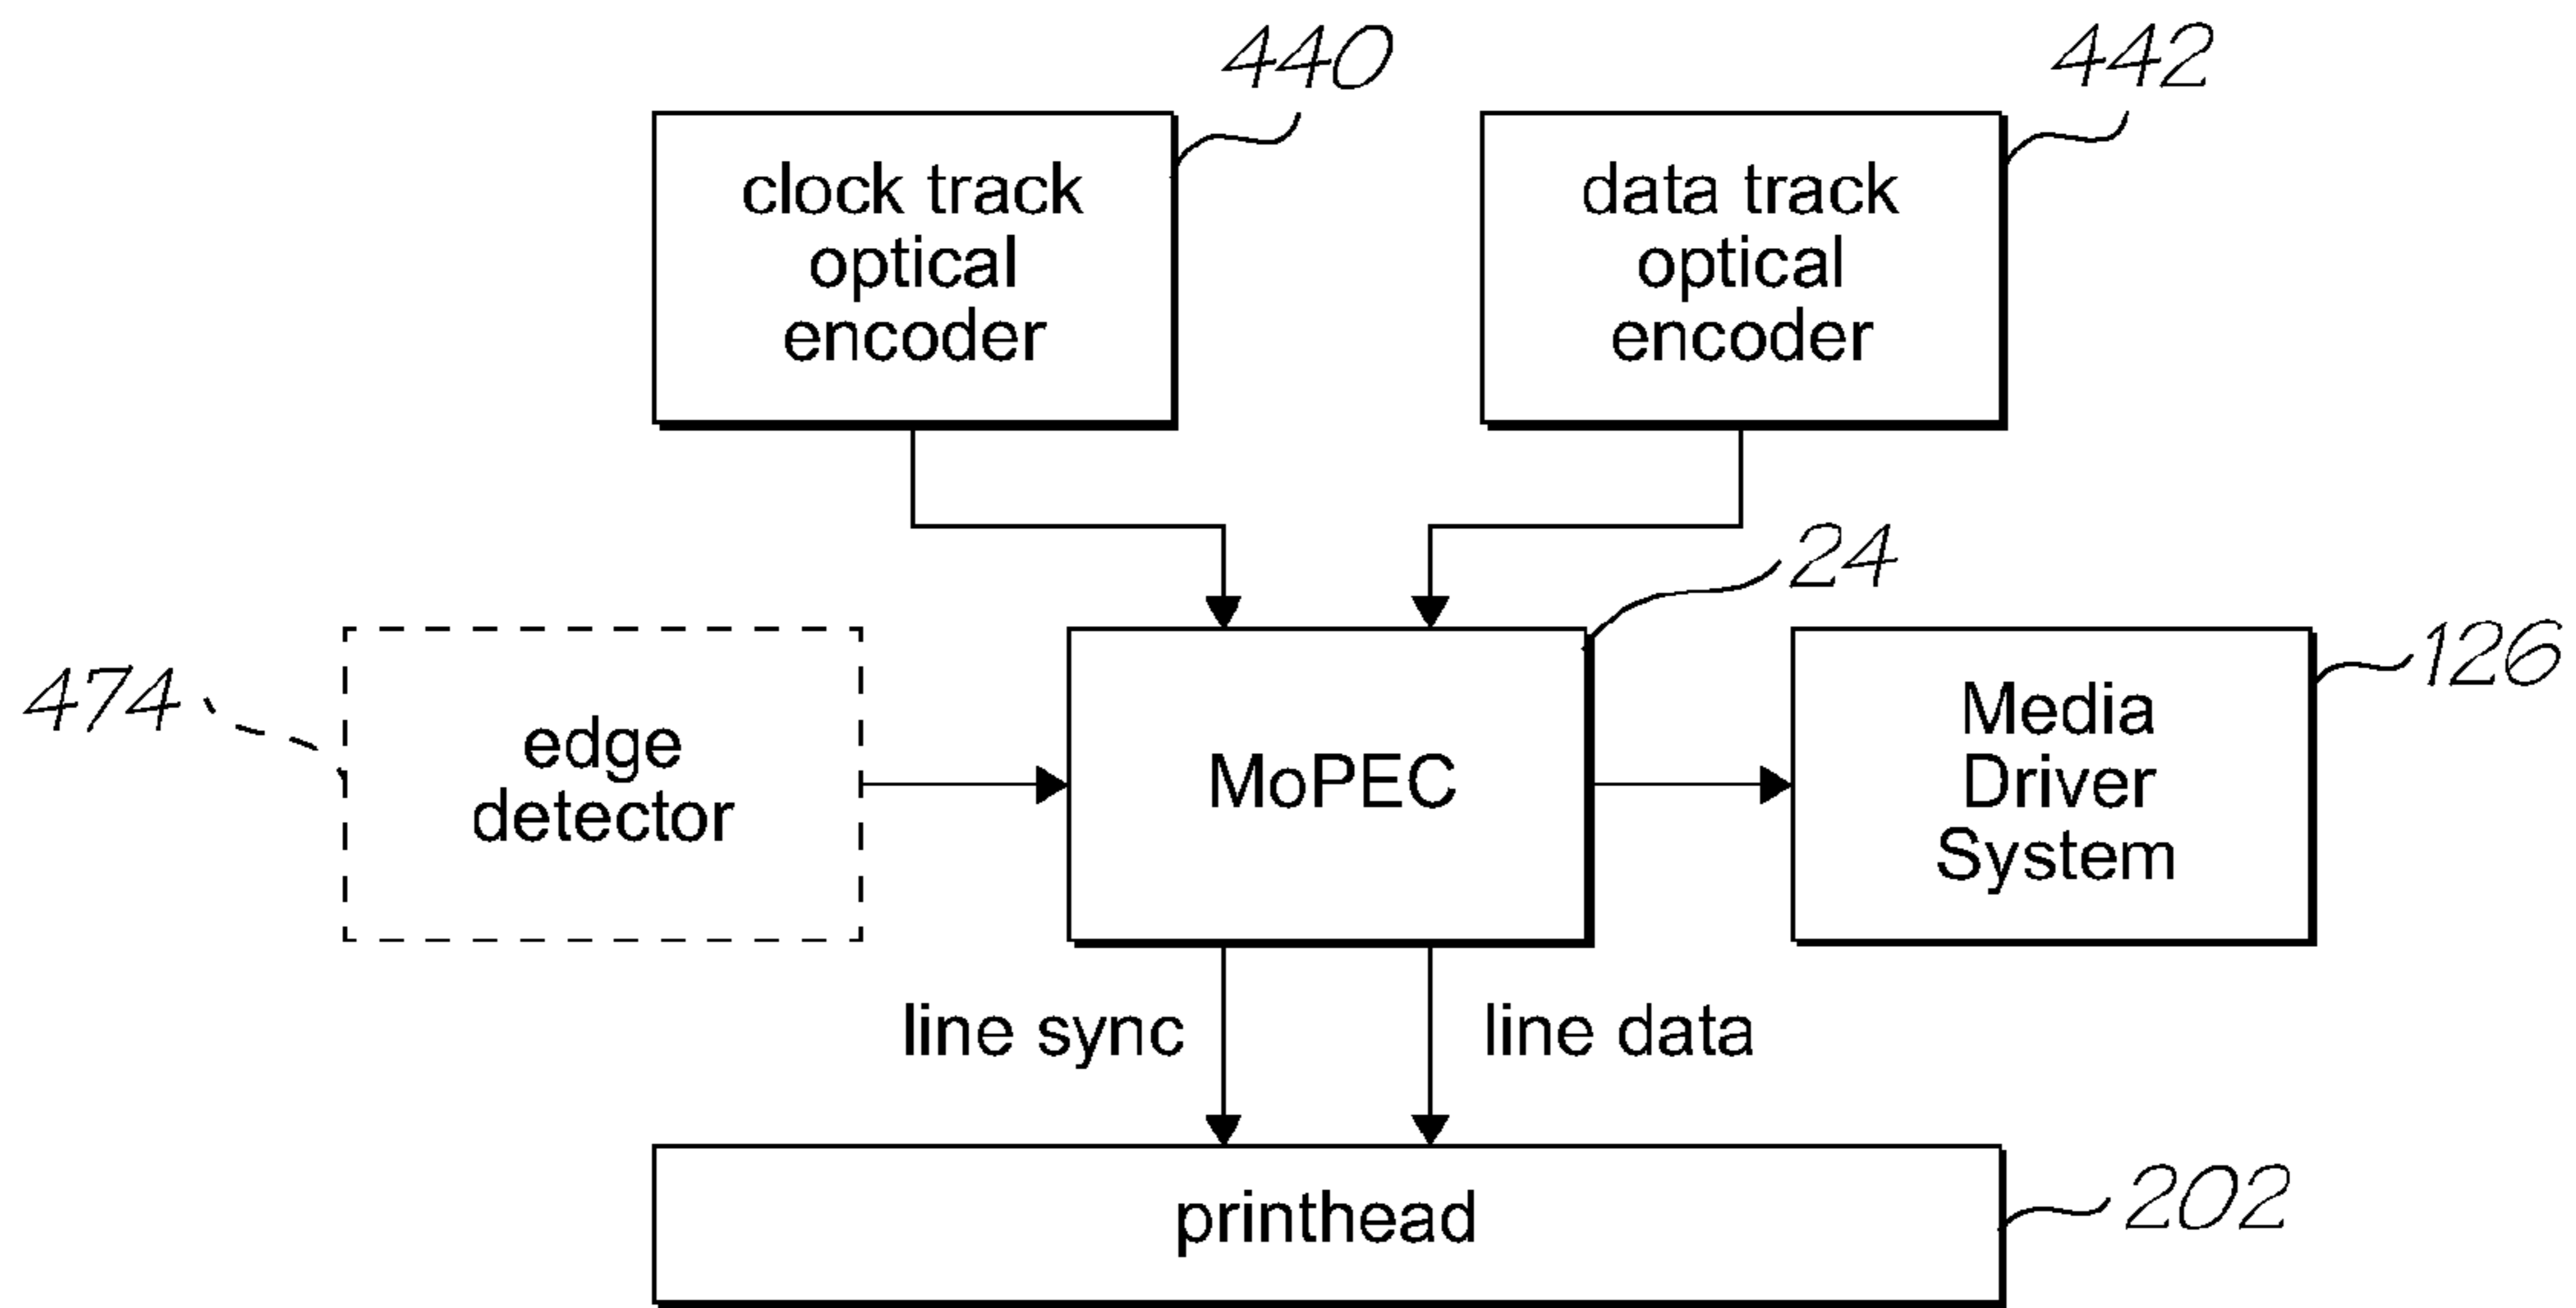 440
442
clock track
optical
encoder
data track
optical
encoder
24
126
474
edge
detector
MoPEC
Media
Driver
System
line sync
line data
printhead
202